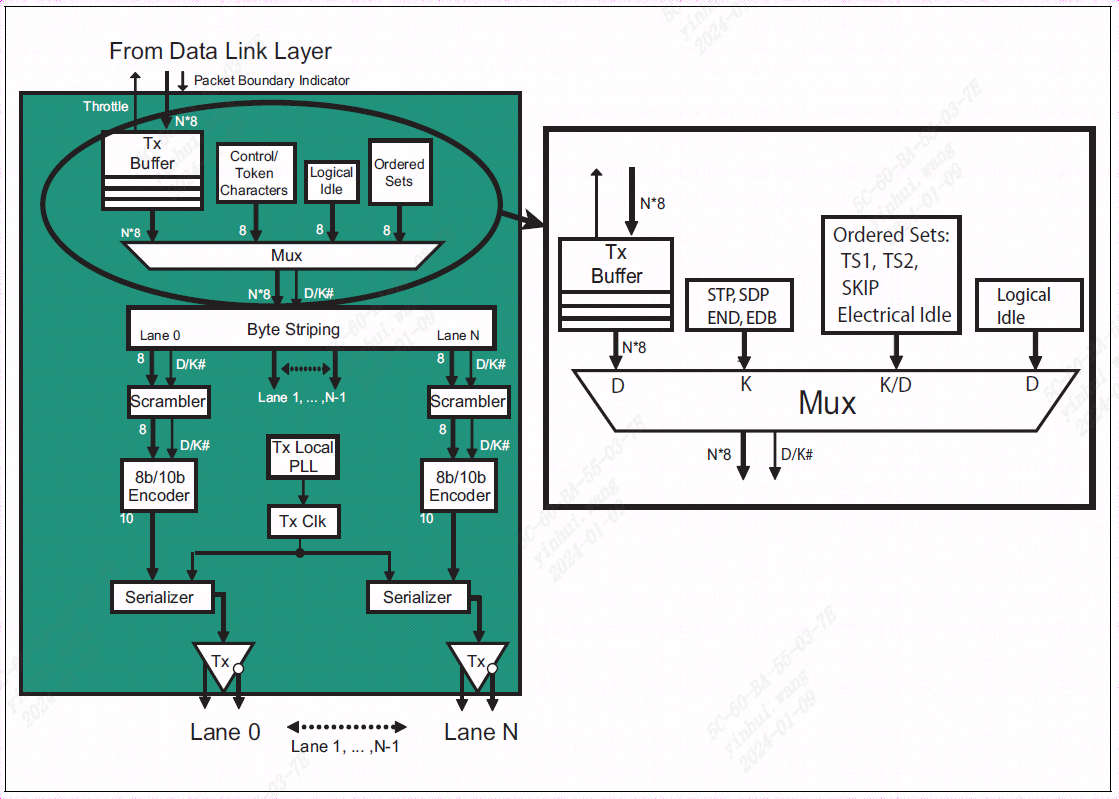 From Data Link Layer
Packet Boundary Indicator
Throttle
N*8
Tx
Buffer
Control/
Token
Characters
Logical
Idle
Ordered
Sets
N*8
8
8
8
Mux
N*8
D/K#
Lane 0
Byte Striping
Lane N
8
D/K#
8
D/K#
Lane 1, ... ,N-1
Scrambler
Scrambler
8
D/K#
8
D/K#
Tx Local
PLL
8b/10b
Encoder
8b/10b
Encoder
10
10
Tx Clk
Serializer
Serializer
Tx
Tx
Lane 0
Lane N
Lane 1, ... ,N-1
N*8
Tx
Buffer
STP, SDP
END, EDB
Ordered Sets:
TS1, TS2,
SKIP
Electrical Idle
Logical
Idle
N*8
D
K
K/D
D
Mux
N*8
D/K#
5C-60-BA-55-03-7E
yinhui.wang
2024-01-09